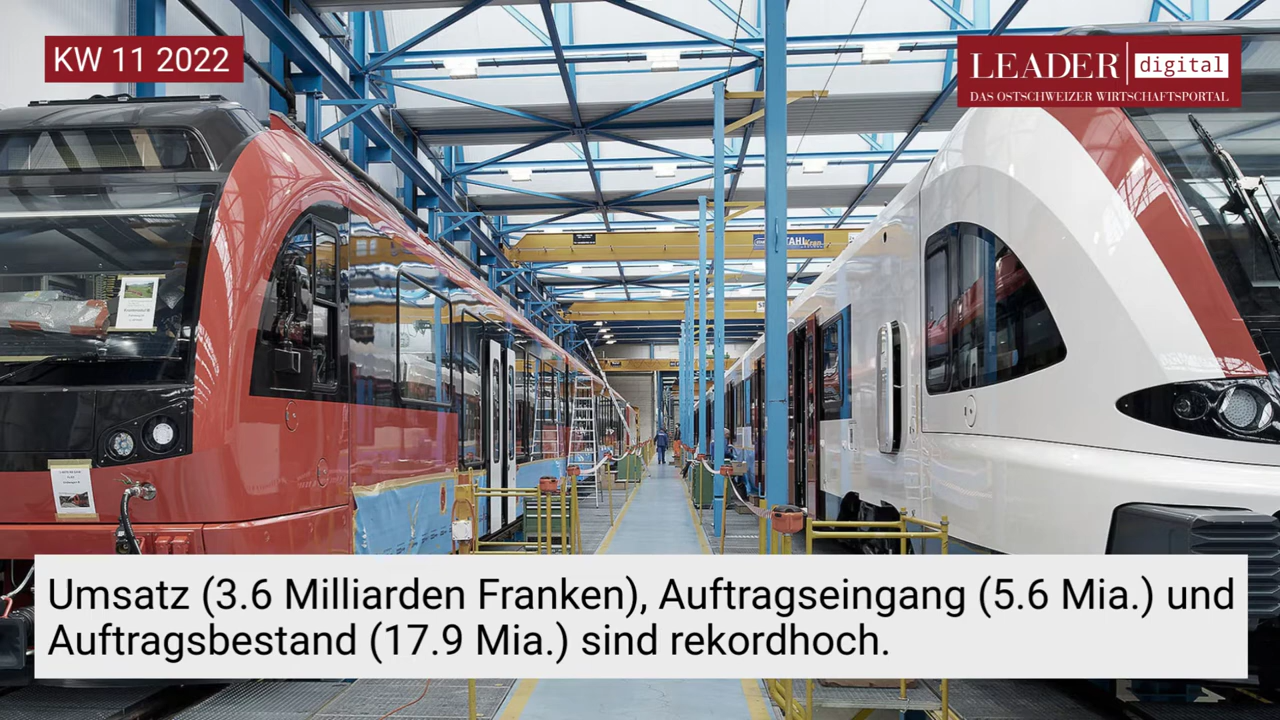 KW 11 2022
LEADER digital
DAS OSTSCHWEIZER WIRTSCHAFTSPORTAL
Umsatz (3.6 Milliarden Franken), Auftragseingang (5.6 Mia.) und
Auftragsbestand (17.9 Mia.) sind rekordhoch.